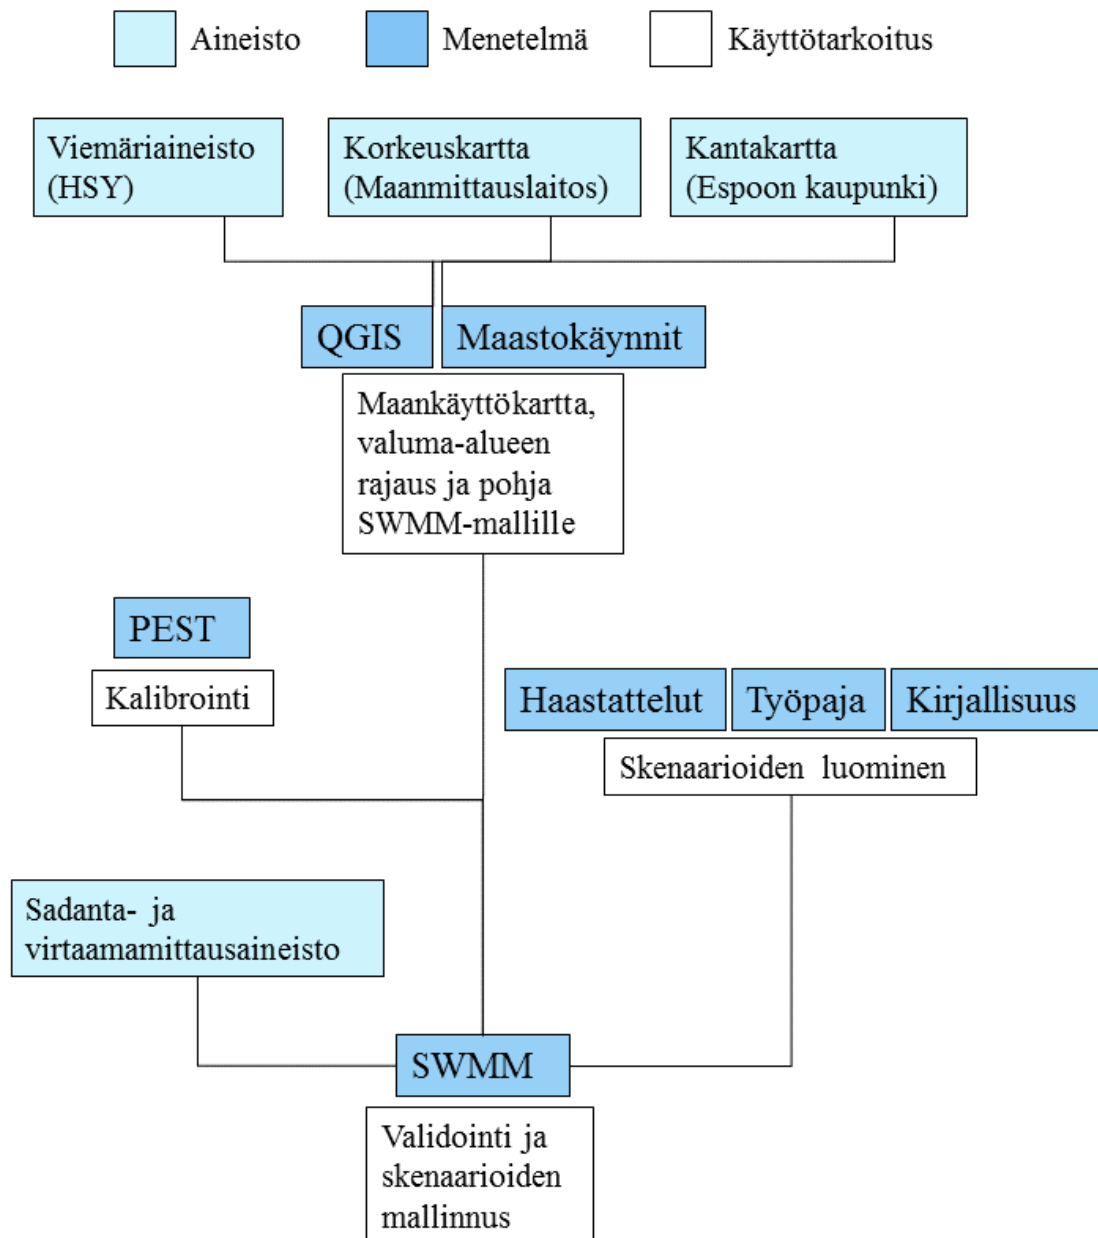 Aineisto
Menetelmä
Käyttötarkoitus
Viemäriaineisto
(HSY)
Korkeuskartta
(Maanmittauslaitos)
Kantakartta
(Espoon kaupunki)
QGIS
Maastokäynnit
Maankäyttökartta,
valuma-alueen
rajaus ja pohja
SWMM-mallille
PEST
Kalibrointi
Haastattelut
Työpaja
Kirjallisuus
Skenaarioiden luominen
Sadanta- ja
virtaamamittausaineisto
SWMM
Validointi ja
skenaarioiden
mallinnus